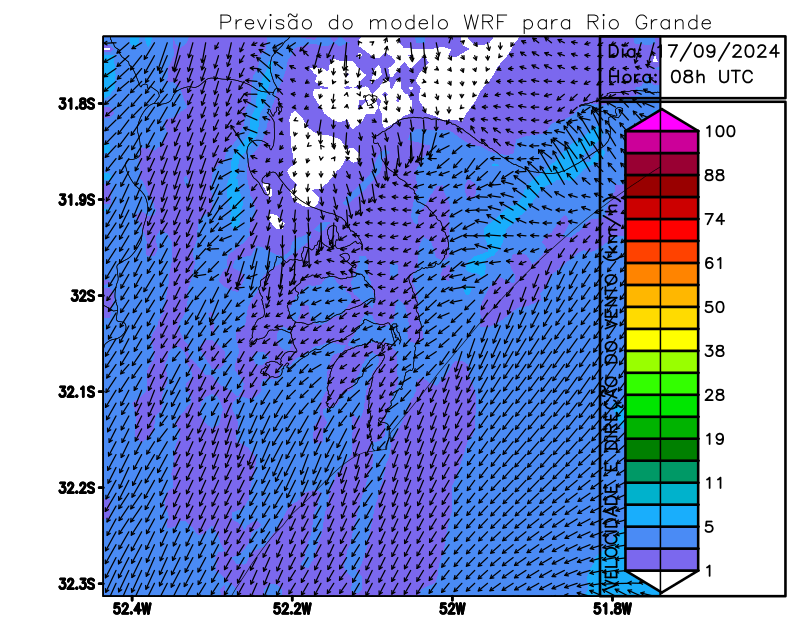 Previsão do modelo WRF para Rio Grande
Dia: 17/09/2024
Hora: 08h UTC
31.8S
31.9S
32S
32.1S
32.2S
32.3S
52.4W
52.2W
52W
51.8W
VELOCIDADE E DIREÇÃO DO VENTO (km/h)
100
88
74
61
50
38
28
19
11
5
1